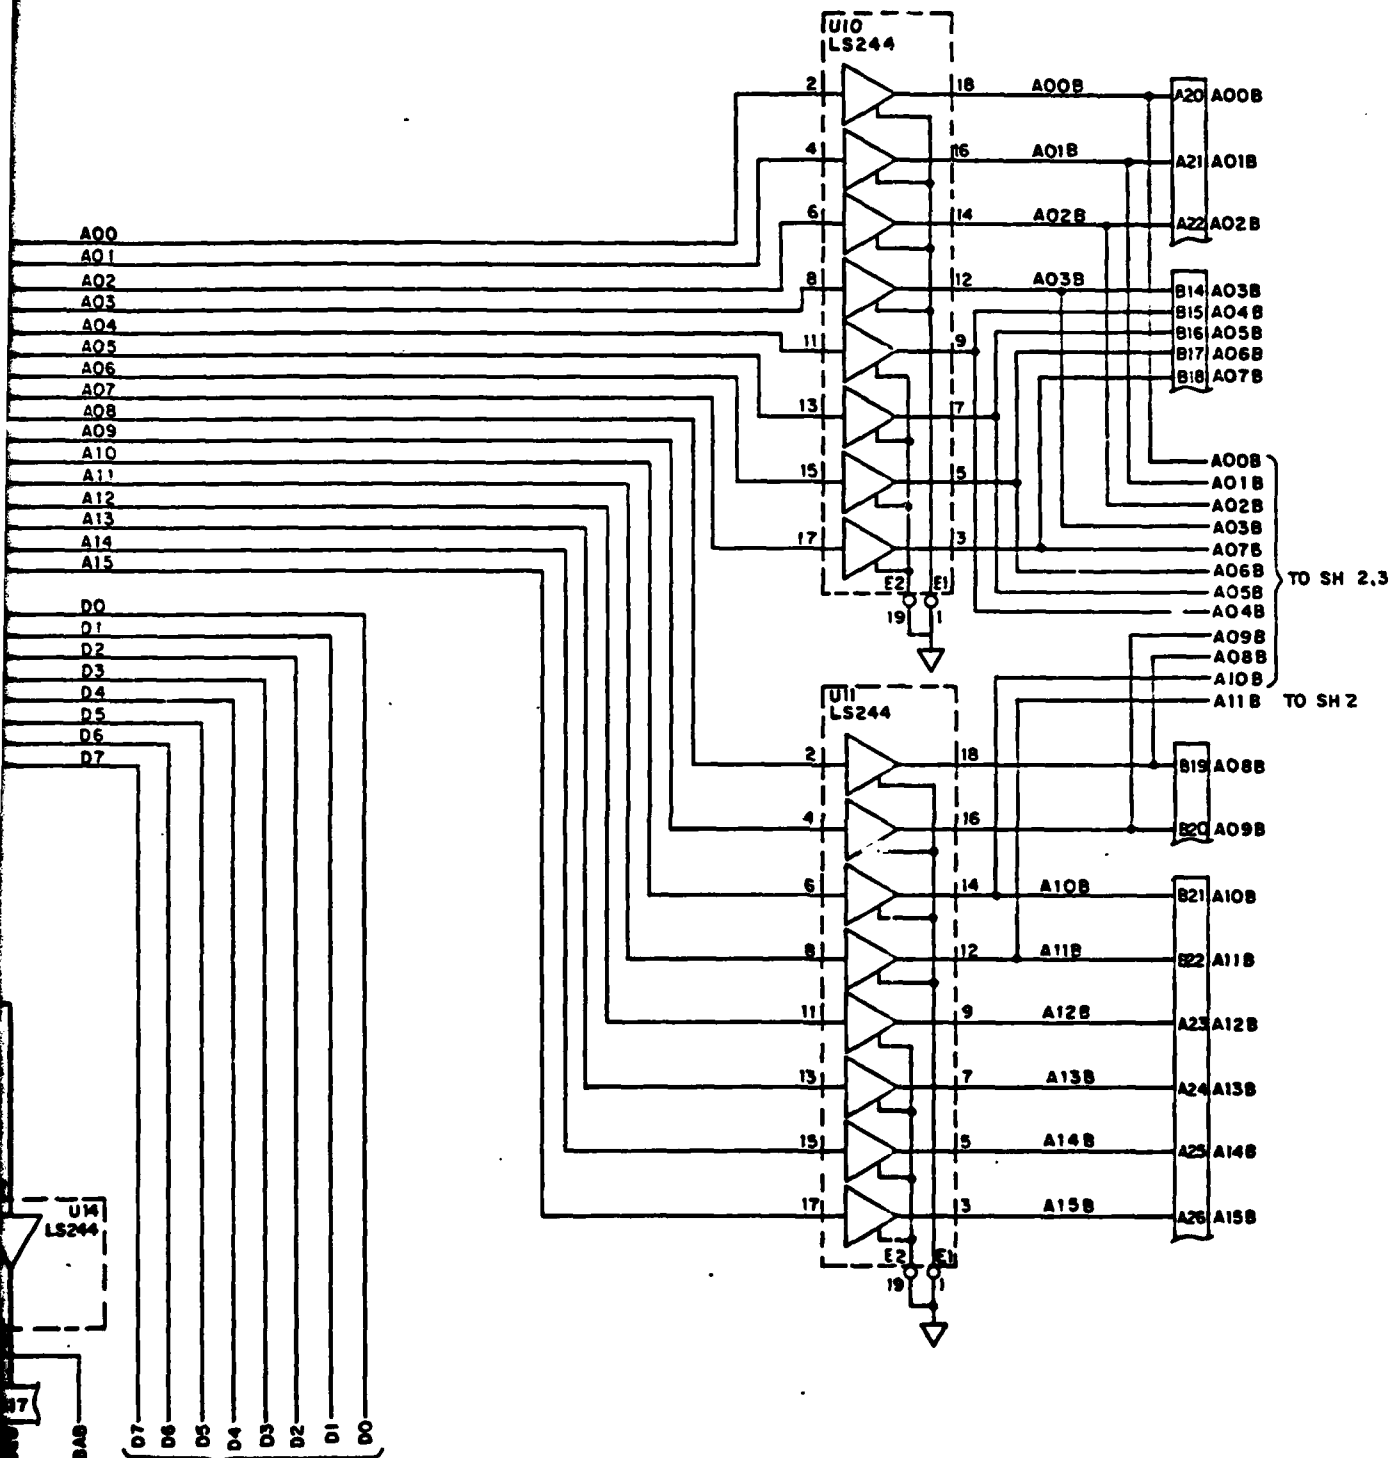 U10
LS244
2 18 A00B A20 A00B
4 16 A01B A21 A01B
6 14 A02B A22 A02B
A00
A01
A02
A03
A04
A05
A06
A07
A08
A09
A10
A11
A12
A13
A14
A15
8 12 A03B B14 A03B
B15 A04B
B16 A05B
11 9 B17 A06B
B18 A07B
13 7
15 5
17 3
E2 E1
19 1
A00B
A01B
A02B
A03B
A07B
A06B
A05B
A04B
A09B
A08B
A10B
TO SH 2,3
A11B TO SH 2
D0
D1
D2
D3
D4
D5
D6
D7
U11
LS244
2 18 B19 A08B
4 16 B20 A09B
6 14 A10B B21 A10B
8 12 A11B B22 A11B
11 9 A12B A23 A12B
13 7 A13B A24 A13B
15 5 A14B A25 A14B
17 3 A15B A26 A15B
E2 E1
19 1
U14
LS244
BAB
D7 D6 D5 D4 D3 D2 D1 D0